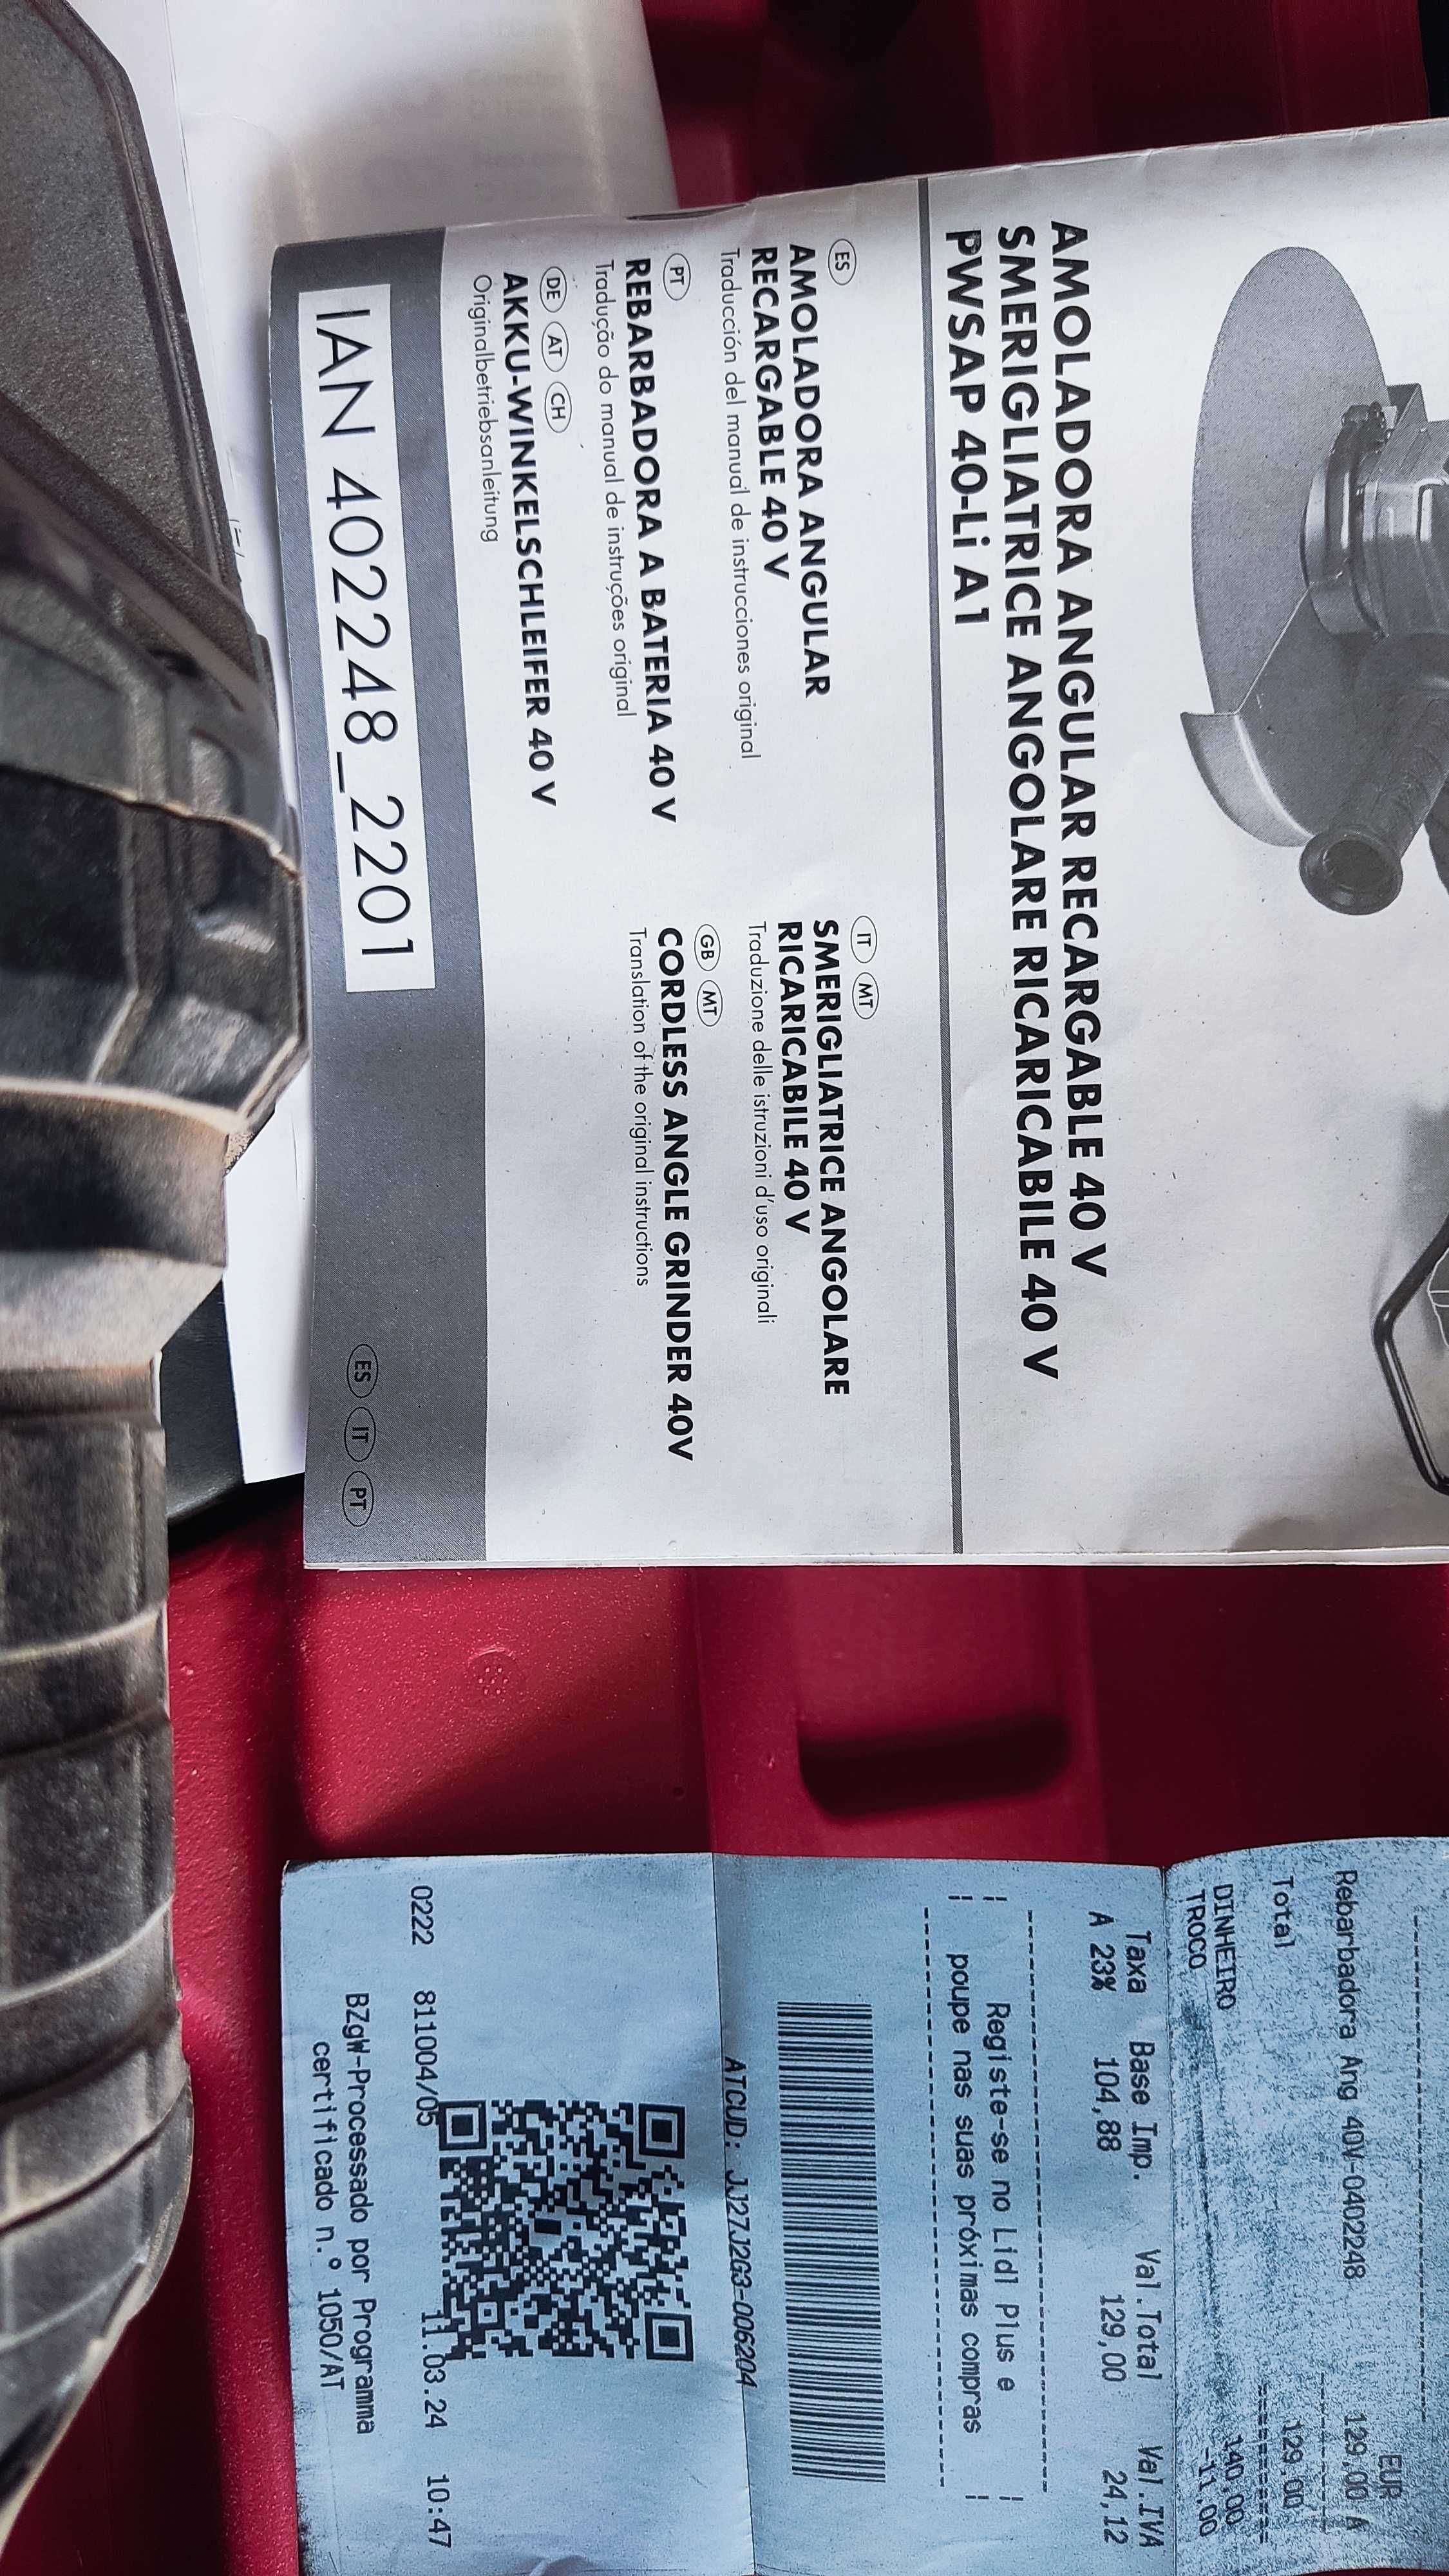 AMOLADORA ANGULAR RECARGABLE 40 V
SMERIGLIATRICE ANGOLARE RICARICABILE 40 V
PWSAP 40-Li A1
ES
AMOLADORA ANGULAR
RECARGABLE 40 V
Traducción del manual de instrucciones original
PT
REBARBADORA A BATERIA 40 V
Tradução do manual de instruções original
DE AT CH
AKKU-WINKELSCHLEIFER 40 V
Originalbetriebsanleitung
IT MT
SMERIGLIATRICE ANGOLARE
RICARICABILE 40 V
Traduzione delle istruzioni d'uso originali
GB MT
CORDLESS ANGLE GRINDER 40V
Translation of the original instructions
IAN 402248_2201
ES IT PT
EUR
Rebarbadora Ang 40V-0402248 129,00 A
Total 129,00
DINHEIRO 140,00
TROCO -11,00
Taxa Base Imp. Val.Total Val.IVA
A 23% 104,88 129,00 24,12
Registe-se no Lidl Plus e
poupe nas suas próximas compras
ATCUD: JJ27J2G3-006204
0222 811004/05 11.03.24 10:47
BZgW-Processado por Programma
certificado n.º 1050/AT